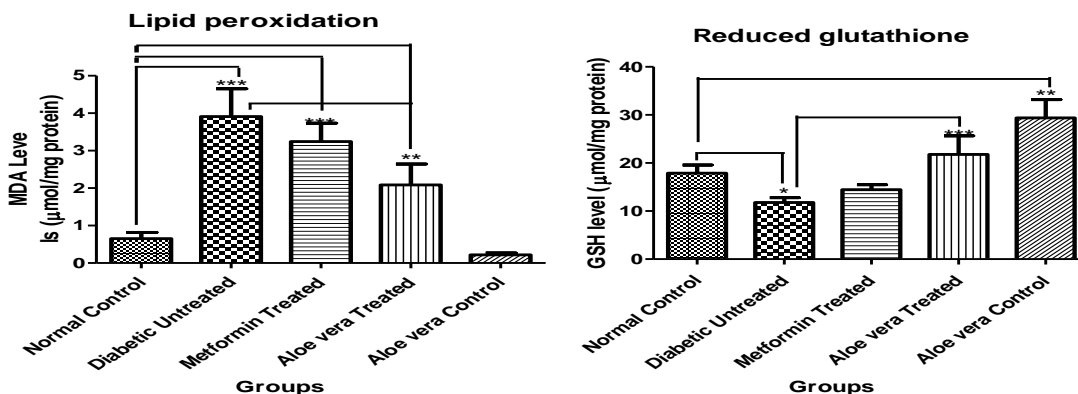 Lipid peroxidation
MDA Leve
ls (μmol/mg protein)
5
4
3
2
1
0
***
***
**
Normal Control
Diabetic Untreated
Metformin Treated
Aloe vera Treated
Aloe vera Control
Groups
Reduced glutathione
GSH level (μmol/mg protein)
40
30
20
10
0
*
***
**
Normal Control
Diabetic Untreated
Metformin Treated
Aloe vera Treated
Aloe vera Control
Groups